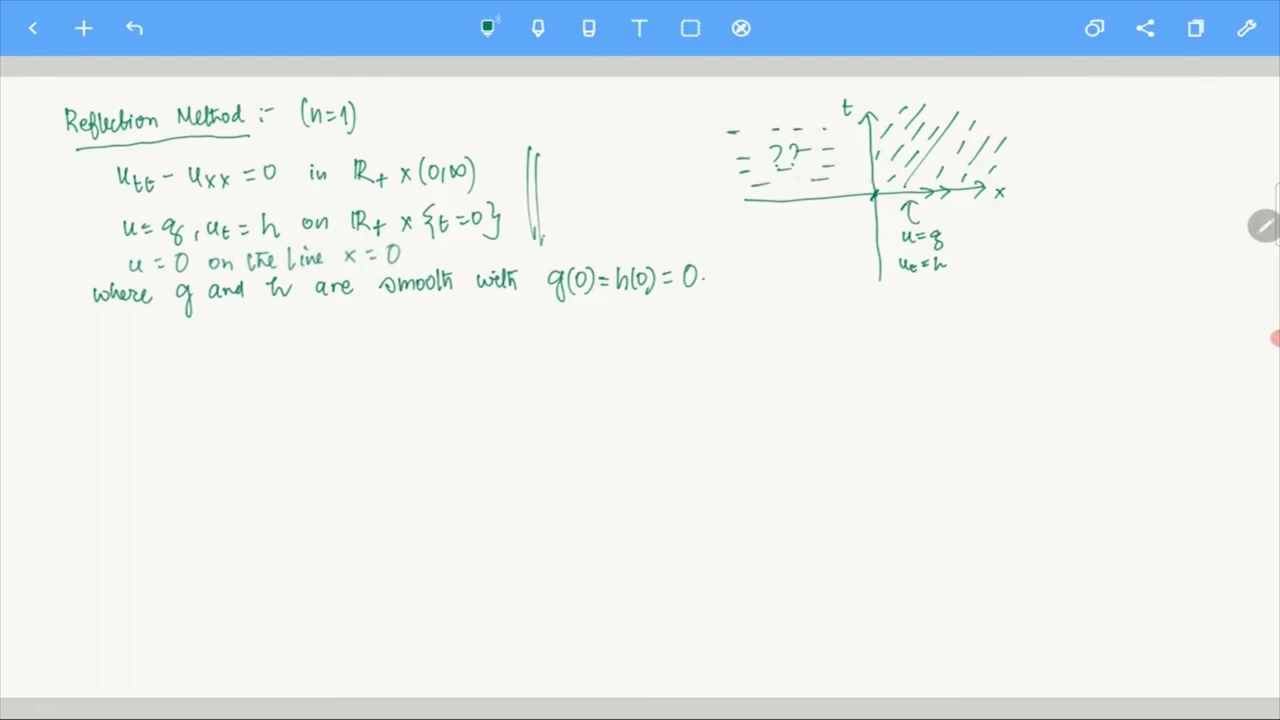 Reflection Method :- (n=1)
u_tt - u_xx = 0 in ℝ₊ × (0,∞)
u = g, u_t = h on ℝ₊ × {t=0}
u = 0 on the line x = 0
where g and h are smooth with g(0) = h(0) = 0.
t
??
x
u=g
u_t=h
T